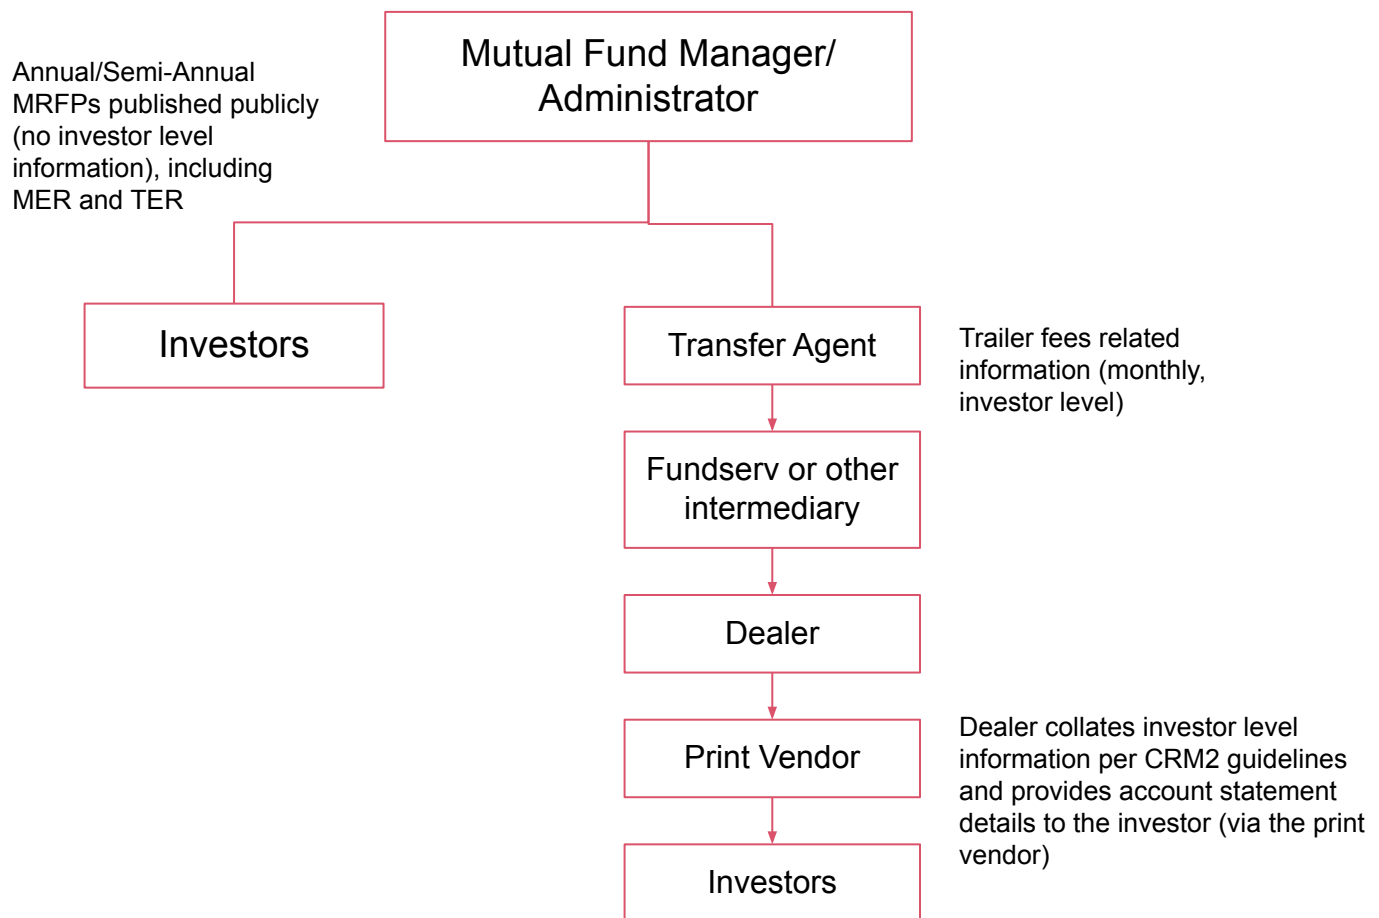 Mutual Fund Manager/
Administrator
Annual/Semi-Annual
MRFPs published publicly
(no investor level
information), including
MER and TER
Investors
Transfer Agent
Trailer fees related
information (monthly,
investor level)
Fundserv or other
intermediary
Dealer
Print Vendor
Dealer collates investor level
information per CRM2 guidelines
and provides account statement
details to the investor (via the print
vendor)
Investors